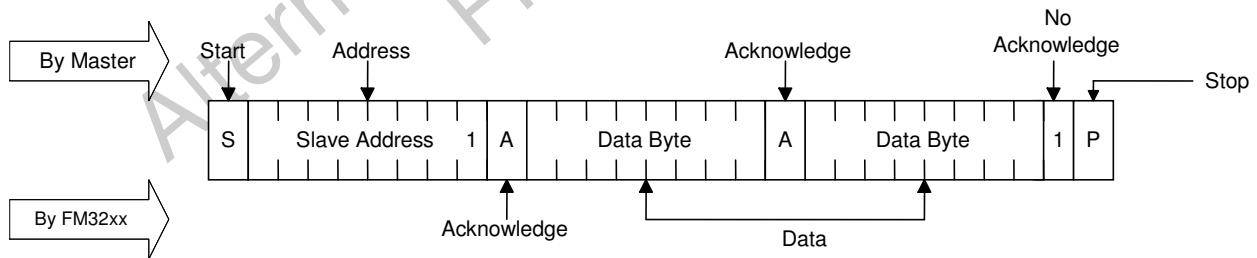 By Master
Start
Address
Acknowledge
No
Acknowledge
Stop
S Slave Address 1 A Data Byte A Data Byte 1 P
By FM32xx
Acknowledge
Data
Altern